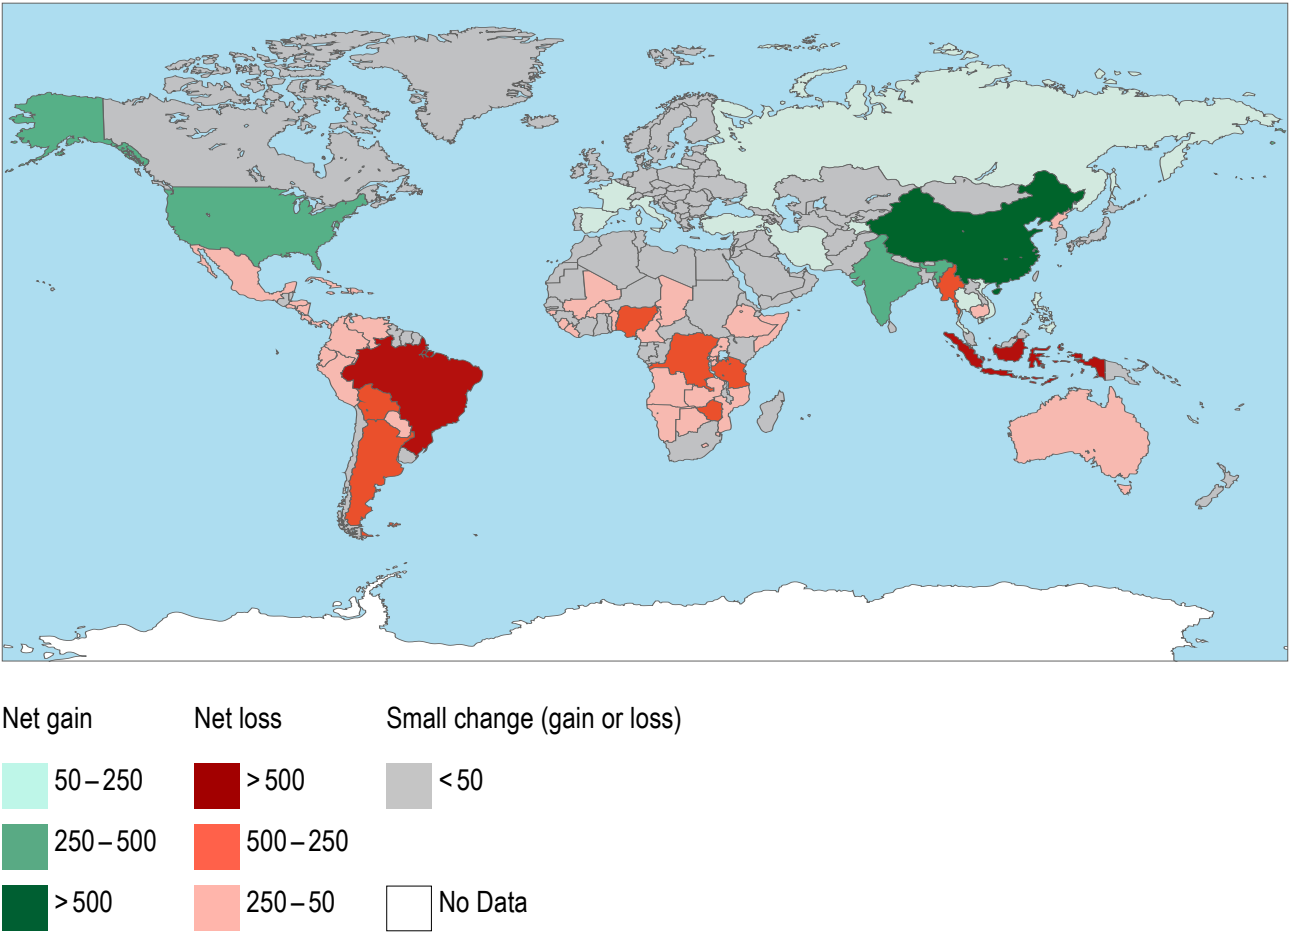 Net gain Net loss Small change (gain or loss)
50–250 >500 <50
250–500 500–250
>500 250–50 No Data